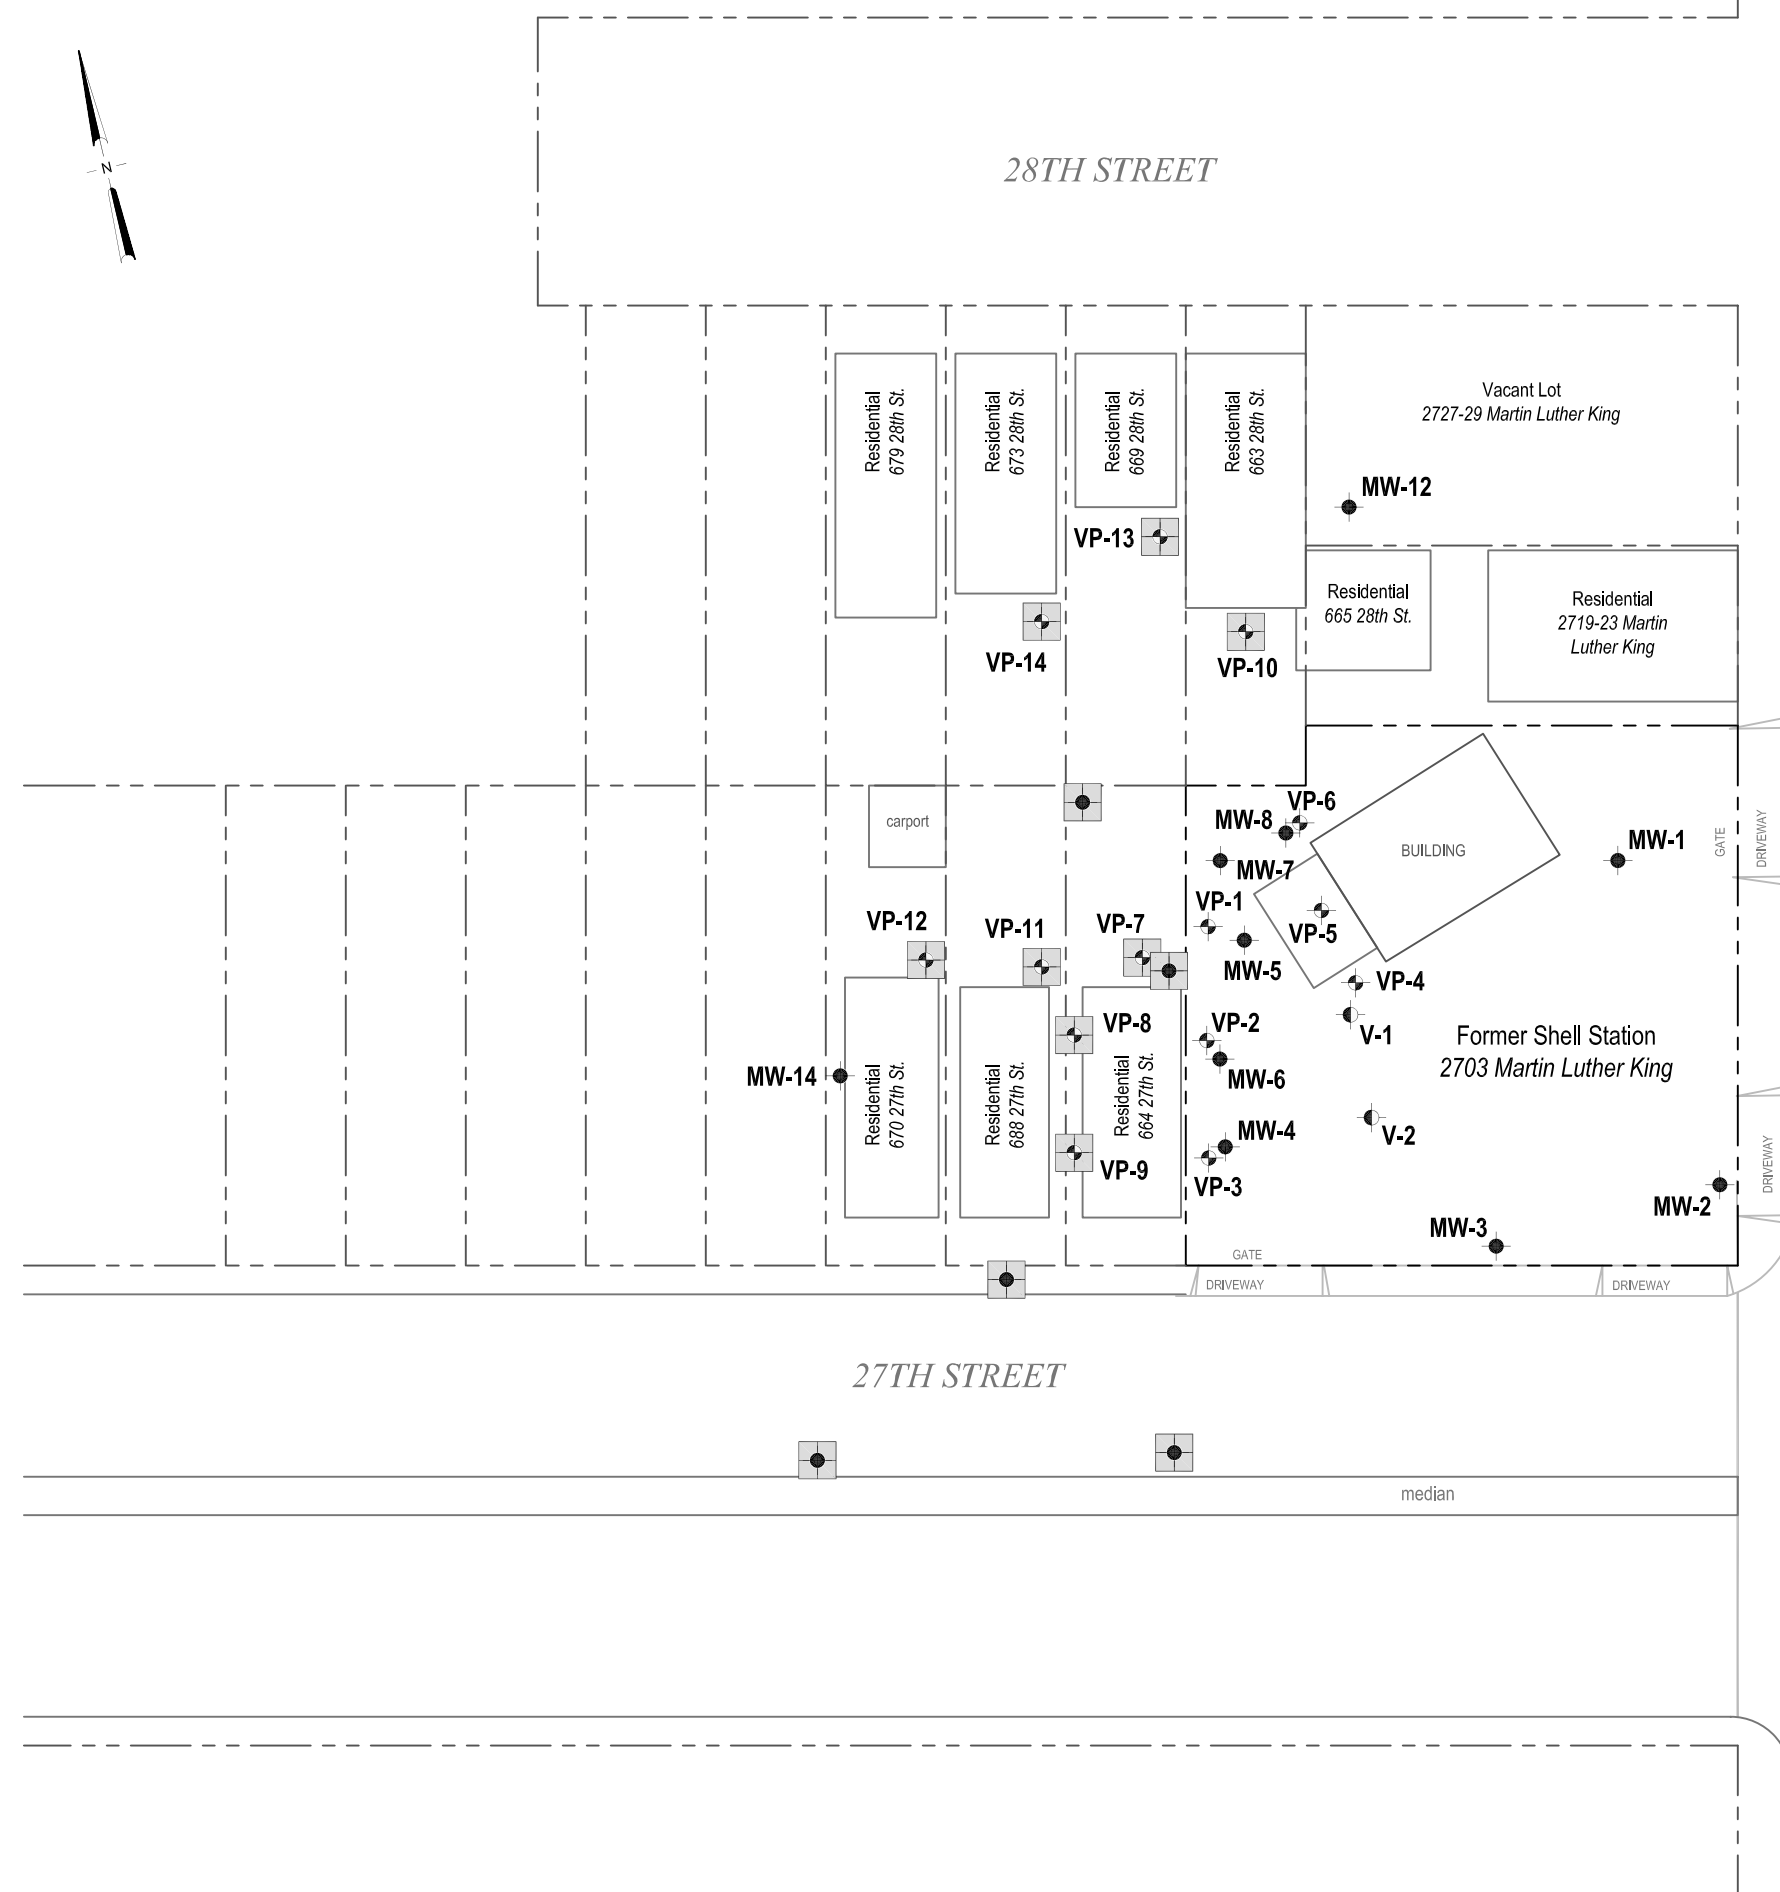 N
28TH STREET
Residential
679 28th St.
Residential
673 28th St.
Residential
669 28th St.
Residential
663 28th St.
Vacant Lot
2727-29 Martin Luther King
MW-12
VP-13
Residential
665 28th St.
Residential
2719-23 Martin
Luther King
VP-14
VP-10
carport
VP-6
MW-8
MW-7
BUILDING
MW-1
GATE
DRIVEWAY
VP-12
VP-11
VP-7
VP-1
VP-5
MW-5
VP-4
V-1
VP-8
VP-2
MW-6
Former Shell Station
2703 Martin Luther King
MW-14
Residential
670 27th St.
Residential
688 27th St.
Residential
664 27th St.
VP-9
MW-4
VP-3
V-2
DRIVEWAY
MW-2
MW-3
GATE
DRIVEWAY
DRIVEWAY
27TH STREET
median